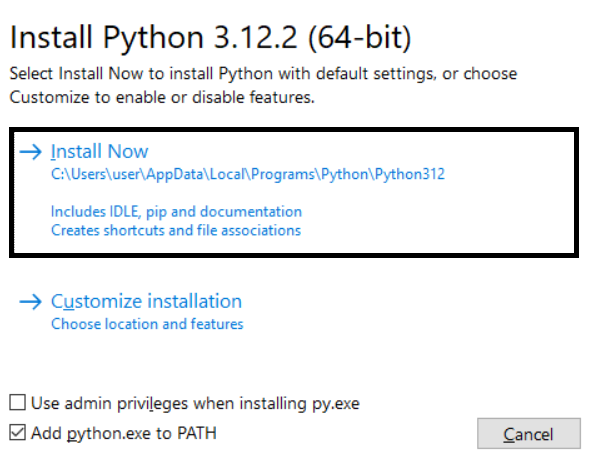 Install Python 3.12.2 (64-bit)
Select Install Now to install Python with default settings, or choose
Customize to enable or disable features.
Install Now
C:\Users\user\AppData\Local\Programs\Python\Python312
Includes IDLE, pip and documentation
Creates shortcuts and file associations
Customize installation
Choose location and features
Use admin privileges when installing py.exe
Add python.exe to PATH
Cancel